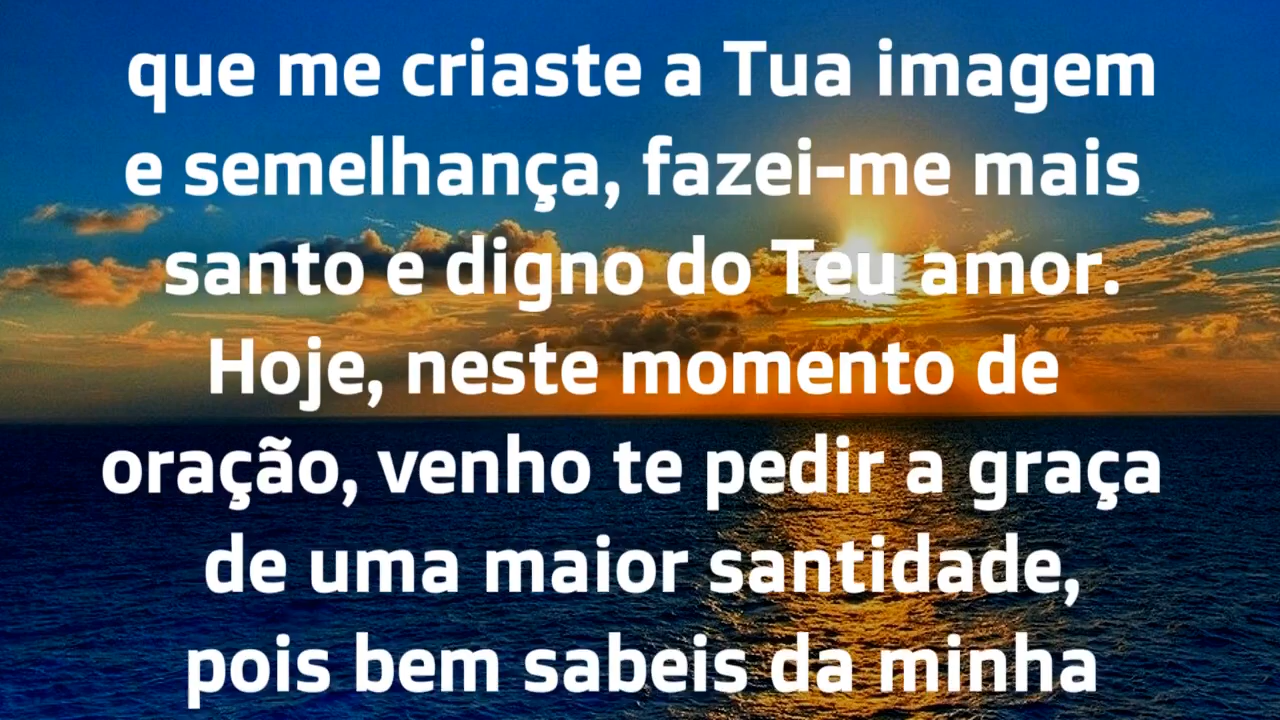 que me criaste a Tua imagem
e semelhança, fazei-me mais
santo e digno do Teu amor.
Hoje, neste momento de
oração, venho te pedir a graça
de uma maior santidade,
pois bem sabeis da minha